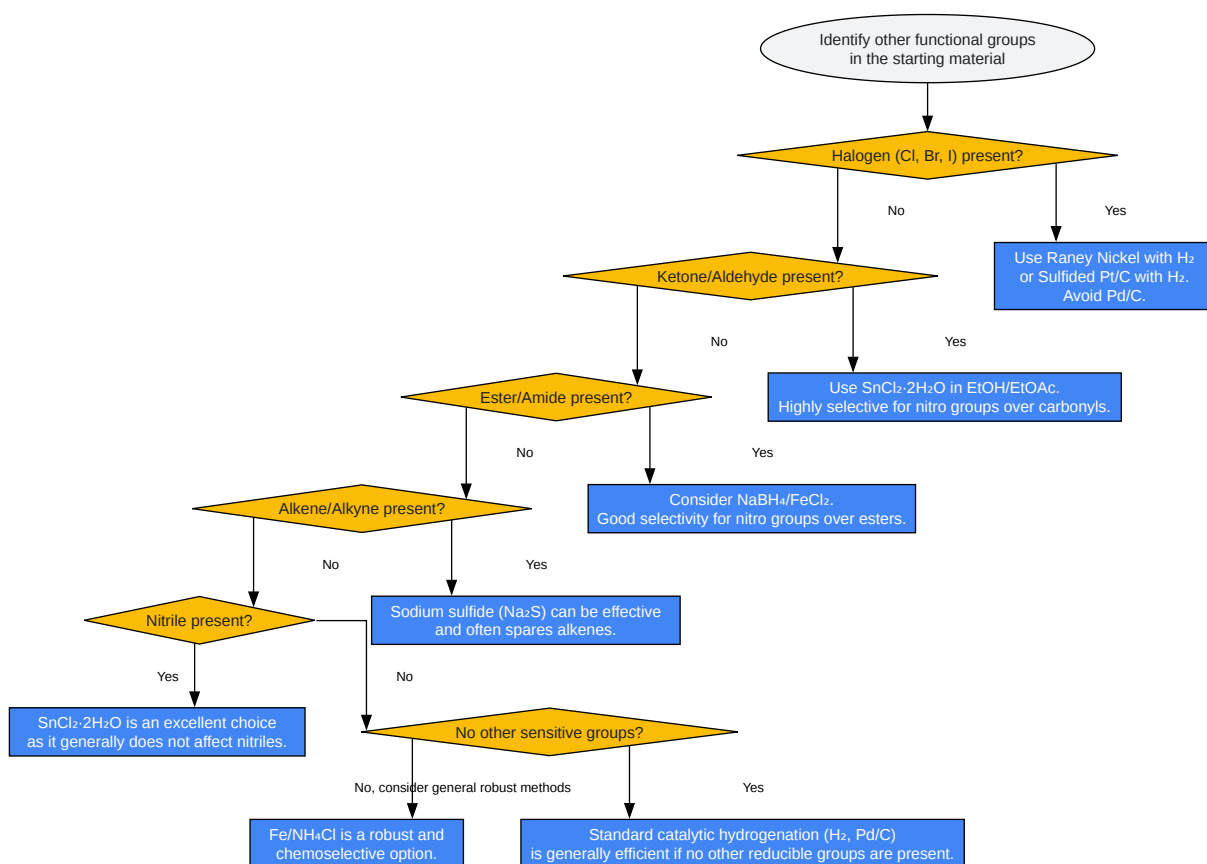 Identify other functional groups
in the starting material
Halogen (Cl, Br, I) present?
No
Yes
Use Raney Nickel with H₂
or Sulfided Pt/C with H₂.
Avoid Pd/C.
Ketone/Aldehyde present?
No
Yes
Use SnCl₂·2H₂O in EtOH/EtOAc.
Highly selective for nitro groups over carbonyls.
Ester/Amide present?
No
Yes
Consider NaBH₄/FeCl₂.
Good selectivity for nitro groups over esters.
Alkene/Alkyne present?
No
Yes
Sodium sulfide (Na₂S) can be effective
and often spares alkenes.
Nitrile present?
Yes
No
SnCl₂·2H₂O is an excellent choice
as it generally does not affect nitriles.
No other sensitive groups?
No, consider general robust methods
Yes
Fe/NH₄Cl is a robust and
chemoselective option.
Standard catalytic hydrogenation (H₂, Pd/C)
is generally efficient if no other reducible groups are present.